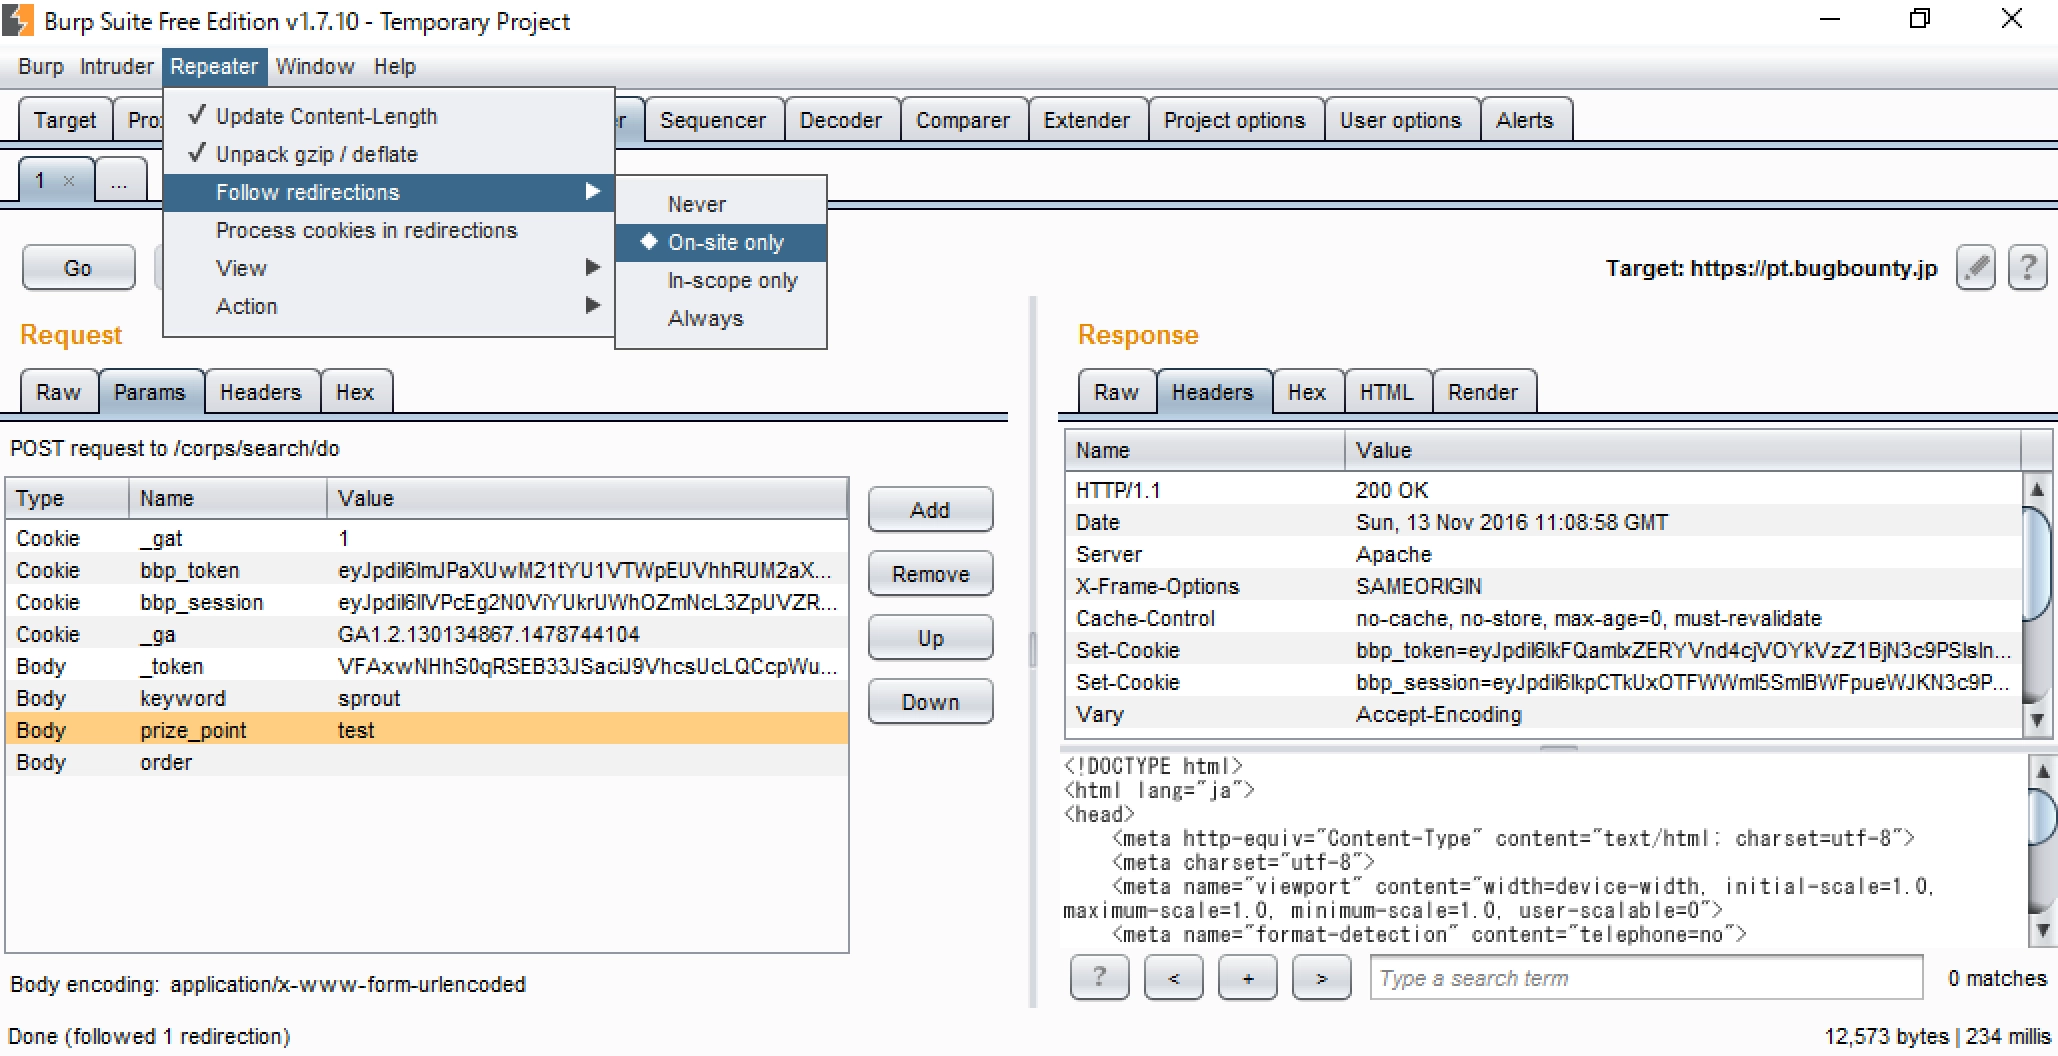 Burp Suite Free Edition v1.7.10 - Temporary Project
Burp Intruder Repeater Window Help
Target Sequencer Decoder Comparer Extender Project options User options Alerts
✓ Update Content-Length
✓ Unpack gzip / deflate
Follow redirections
Process cookies in redirections
View
Action
Never
On-site only
In-scope only
Always
1 × ...
Go
Target: https://pt.bugbounty.jp
?
Request
Raw Params Headers Hex
POST request to /corps/search/do
Type Name Value
Cookie _gat 1
Cookie bbp_token
Cookie bbp_session
Cookie _ga GA1.2.130134867.1478744104
Body _token
Body keyword sprout
Body prize_point test
Body order
Add
Remove
Up
Down
Body encoding: application/x-www-form-urlencoded
Response
Raw Headers Hex HTML Render
Name Value
HTTP/1.1 200 OK
Date Sun, 13 Nov 2016 11:08:58 GMT
Server Apache
X-Frame-Options SAMEORIGIN
Cache-Control no-cache, no-store, max-age=0, must-revalidate
Set-Cookie
Set-Cookie
Vary Accept-Encoding
<!DOCTYPE html>
<html lang="ja">
<head>
<meta http-equiv="Content-Type" content="text/html; charset=utf-8">
<meta charset="utf-8">
<meta name="viewport" content="width=device-width, initial-scale=1.0,
maximum-scale=1.0, minimum-scale=1.0, user-scalable=0">
<meta name="format-detection" content="telephone=no">
? < + > Type a search term 0 matches
Done (followed 1 redirection)
12,573 bytes | 234 millis